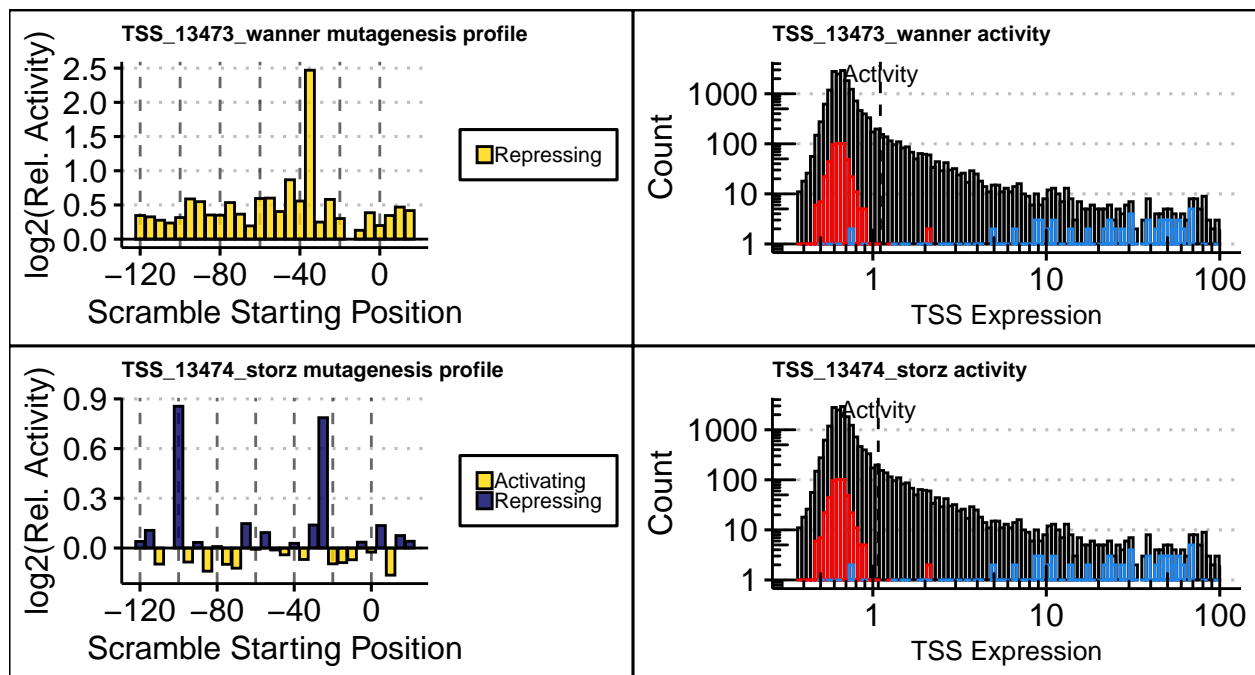 TSS_13473_wanner mutagenesis profile
log2(Rel. Activity)
2.5
2.0
1.5
1.0
0.5
0.0
−120 −80 −40 0
Scramble Starting Position
Repressing
TSS_13473_wanner activity
Activity
Count
1000
100
10
1
1 10 100
TSS Expression
TSS_13474_storz mutagenesis profile
log2(Rel. Activity)
0.9
0.6
0.3
0.0
−120 −80 −40 0
Scramble Starting Position
Activating
Repressing
TSS_13474_storz activity
Activity
Count
1000
100
10
1
1 10 100
TSS Expression